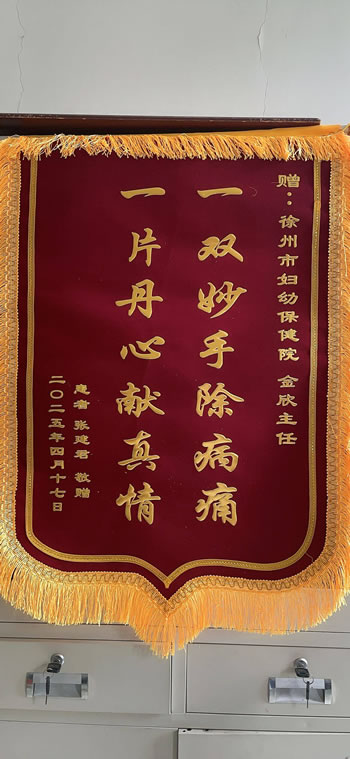 赠：徐州市妇幼保健院 金欣主任
一双妙手除病痛
一片丹心献真情
患者 张建君 敬赠
二〇二五年四月十七日